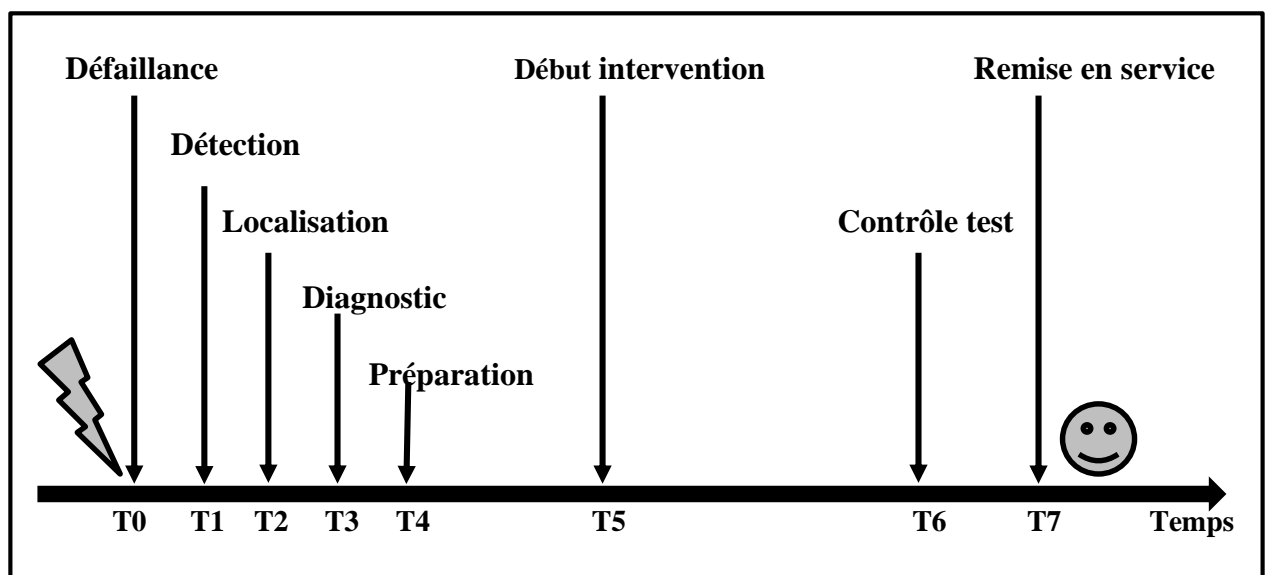 Défaillance Début intervention Remise en service
Détection
Localisation Contrôle test
Diagnostic
Préparation
T0 T1 T2 T3 T4 T5 T6 T7 Temps